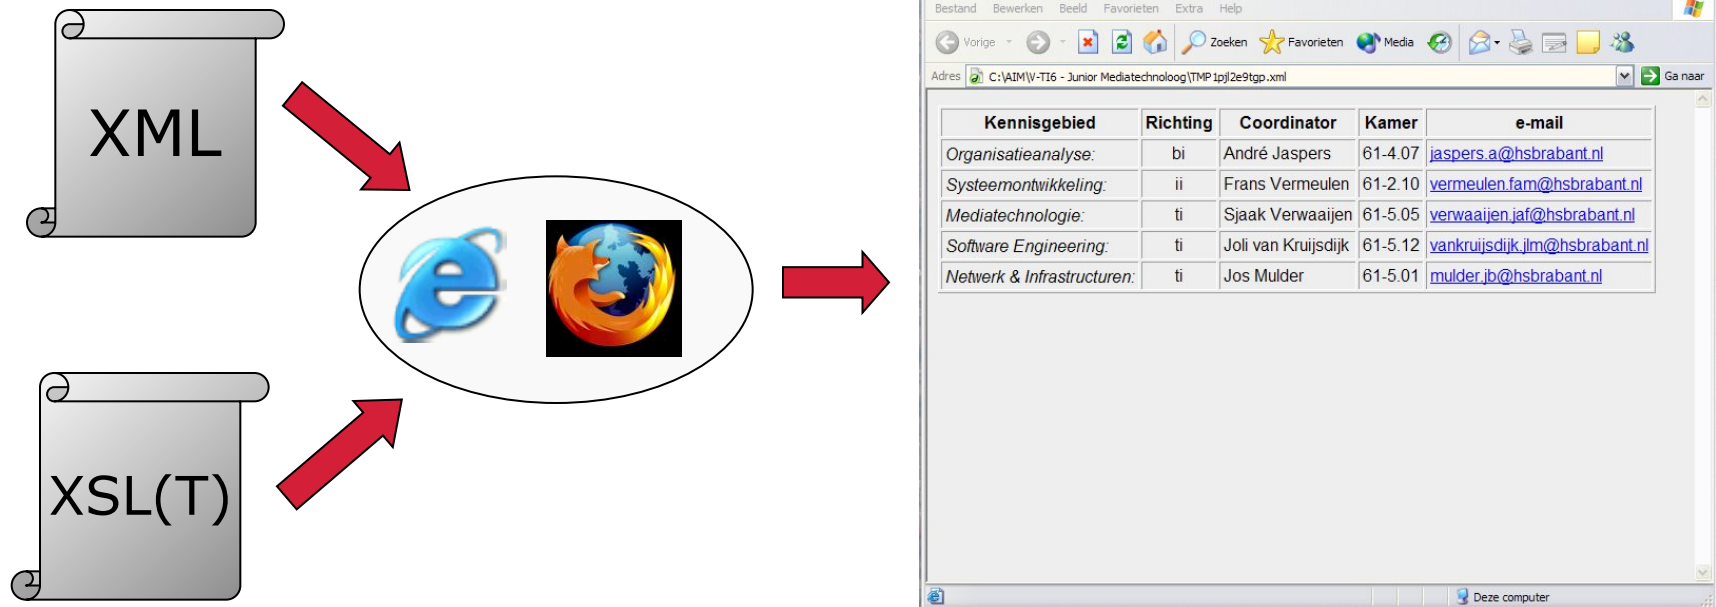 XML
XSL(T)
Bestand Bewerken Beeld Favorieten Extra Help
Vorige Zoeken Favorieten Media
Adres C:\AIM\V-TI6 - Junior Mediatechnoloog\TMP1pjl2e9tgp.xml Ga naar
Kennisgebied Richting Coordinator Kamer e-mail
Organisatieanalyse: bi André Jaspers 61-4.07 jaspers.a@hsbrabant.nl
Systeemontwikkeling: ii Frans Vermeulen 61-2.10 vermeulen.fam@hsbrabant.nl
Mediatechnologie: ti Sjaak Verwaaijen 61-5.05 verwaaijen.jaf@hsbrabant.nl
Software Engineering: ti Joli van Kruijsdijk 61-5.12 vankruijsdijk.jlm@hsbrabant.nl
Netwerk & Infrastructuren: ti Jos Mulder 61-5.01 mulder.jb@hsbrabant.nl
Deze computer